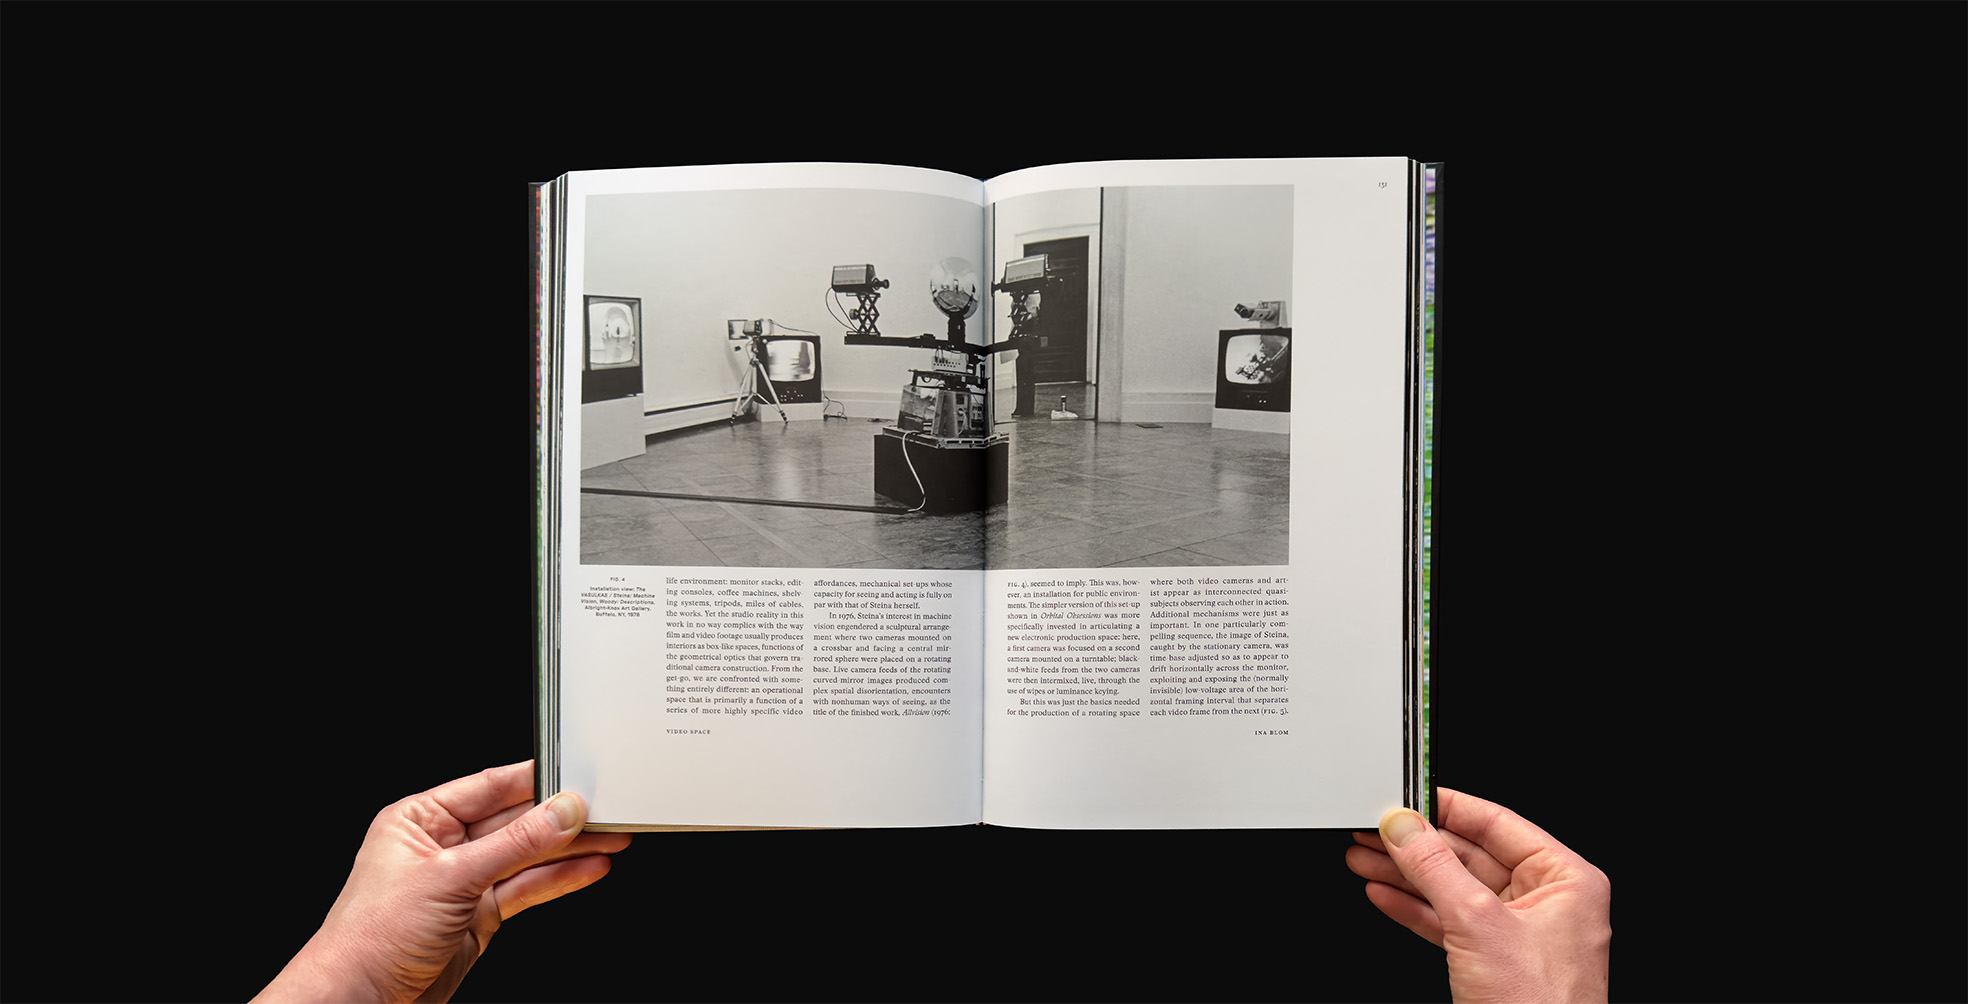 151
FIG. 4
Installation view: The
VASULKAS / Steina: Machine
Vision, Woody: Descriptions,
Albright-Knox Art Gallery,
Buffalo, NY, 1978
life environment: monitor stacks, edit-
ing consoles, coffee machines, shelv-
ing systems, tripods, miles of cables,
the works. Yet the studio reality in this
work in no way complies with the way
film and video footage usually produces
interiors as box-like spaces, functions of
the geometrical optics that govern tra-
ditional camera construction. From the
get-go, we are confronted with some-
thing entirely different: an operational
space that is primarily a function of a
series of more highly specific video
affordances, mechanical set-ups whose
capacity for seeing and acting is fully on
par with that of Steina herself.
In 1976, Steina's interest in machine
vision engendered a sculptural arrange-
ment where two cameras mounted on
a crossbar and facing a central mir-
rored sphere were placed on a rotating
base. Live camera feeds of the rotating
curved-mirror images produced com-
plex spatial disorientation, encounters
with nonhuman ways of seeing, as the
title of the finished work, Allvision (1976;
VIDEO SPACE
FIG. 4), seemed to imply. This was, how-
ever, an installation for public environ-
ments. The simpler version of this set-up
shown in Orbital Obsessions was more
specifically invested in articulating a
new electronic production space: here,
a first camera was focused on a second
camera mounted on a turntable; black-
and-white feeds from the two cameras
were then intermixed, live, through the
use of wipes or luminance keying.
But this was just the basics needed
for the production of a rotating space
where both video cameras and art-
ist appear as interconnected quasi-
subjects observing each other in action.
Additional mechanisms were just as
important. In one particularly com-
pelling sequence, the image of Steina,
caught by the stationary camera, was
time-base adjusted so as to appear to
drift horizontally across the monitor,
exploiting and exposing the (normally
invisible) low-voltage area of the hori-
zontal framing interval that separates
each video frame from the next (FIG. 5).
INA BLOM